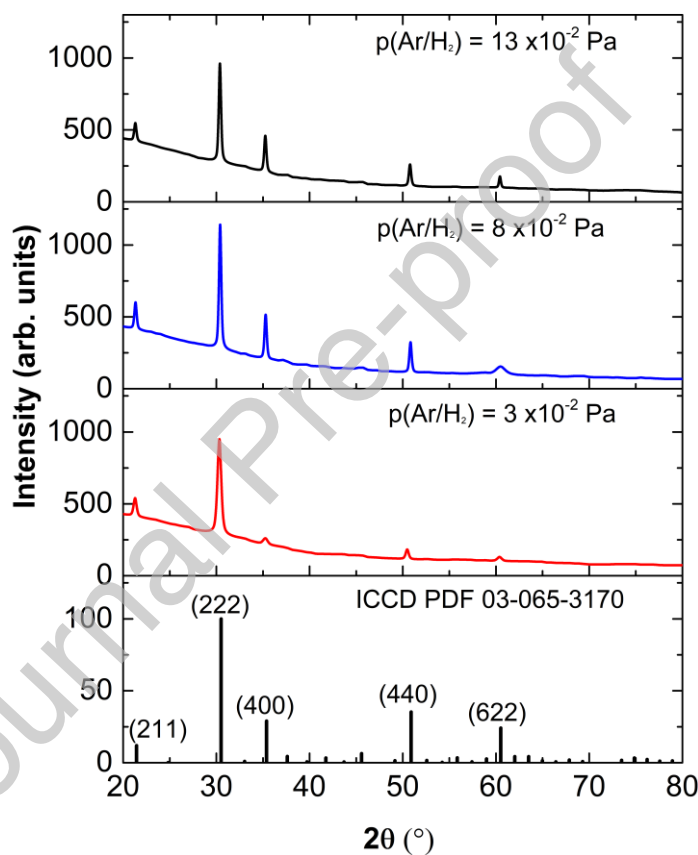 p(Ar/H₂) = 13 x10⁻² Pa
1000
500
0
p(Ar/H₂) = 8 x10⁻² Pa
1000
500
0
Intensity (arb. units)
p(Ar/H₂) = 3 x10⁻² Pa
1000
500
0
ICCD PDF 03-065-3170
100
50
0
(211)
(222)
(400)
(440)
(622)
20 30 40 50 60 70 80
2θ (°)
Journal Pre-proof